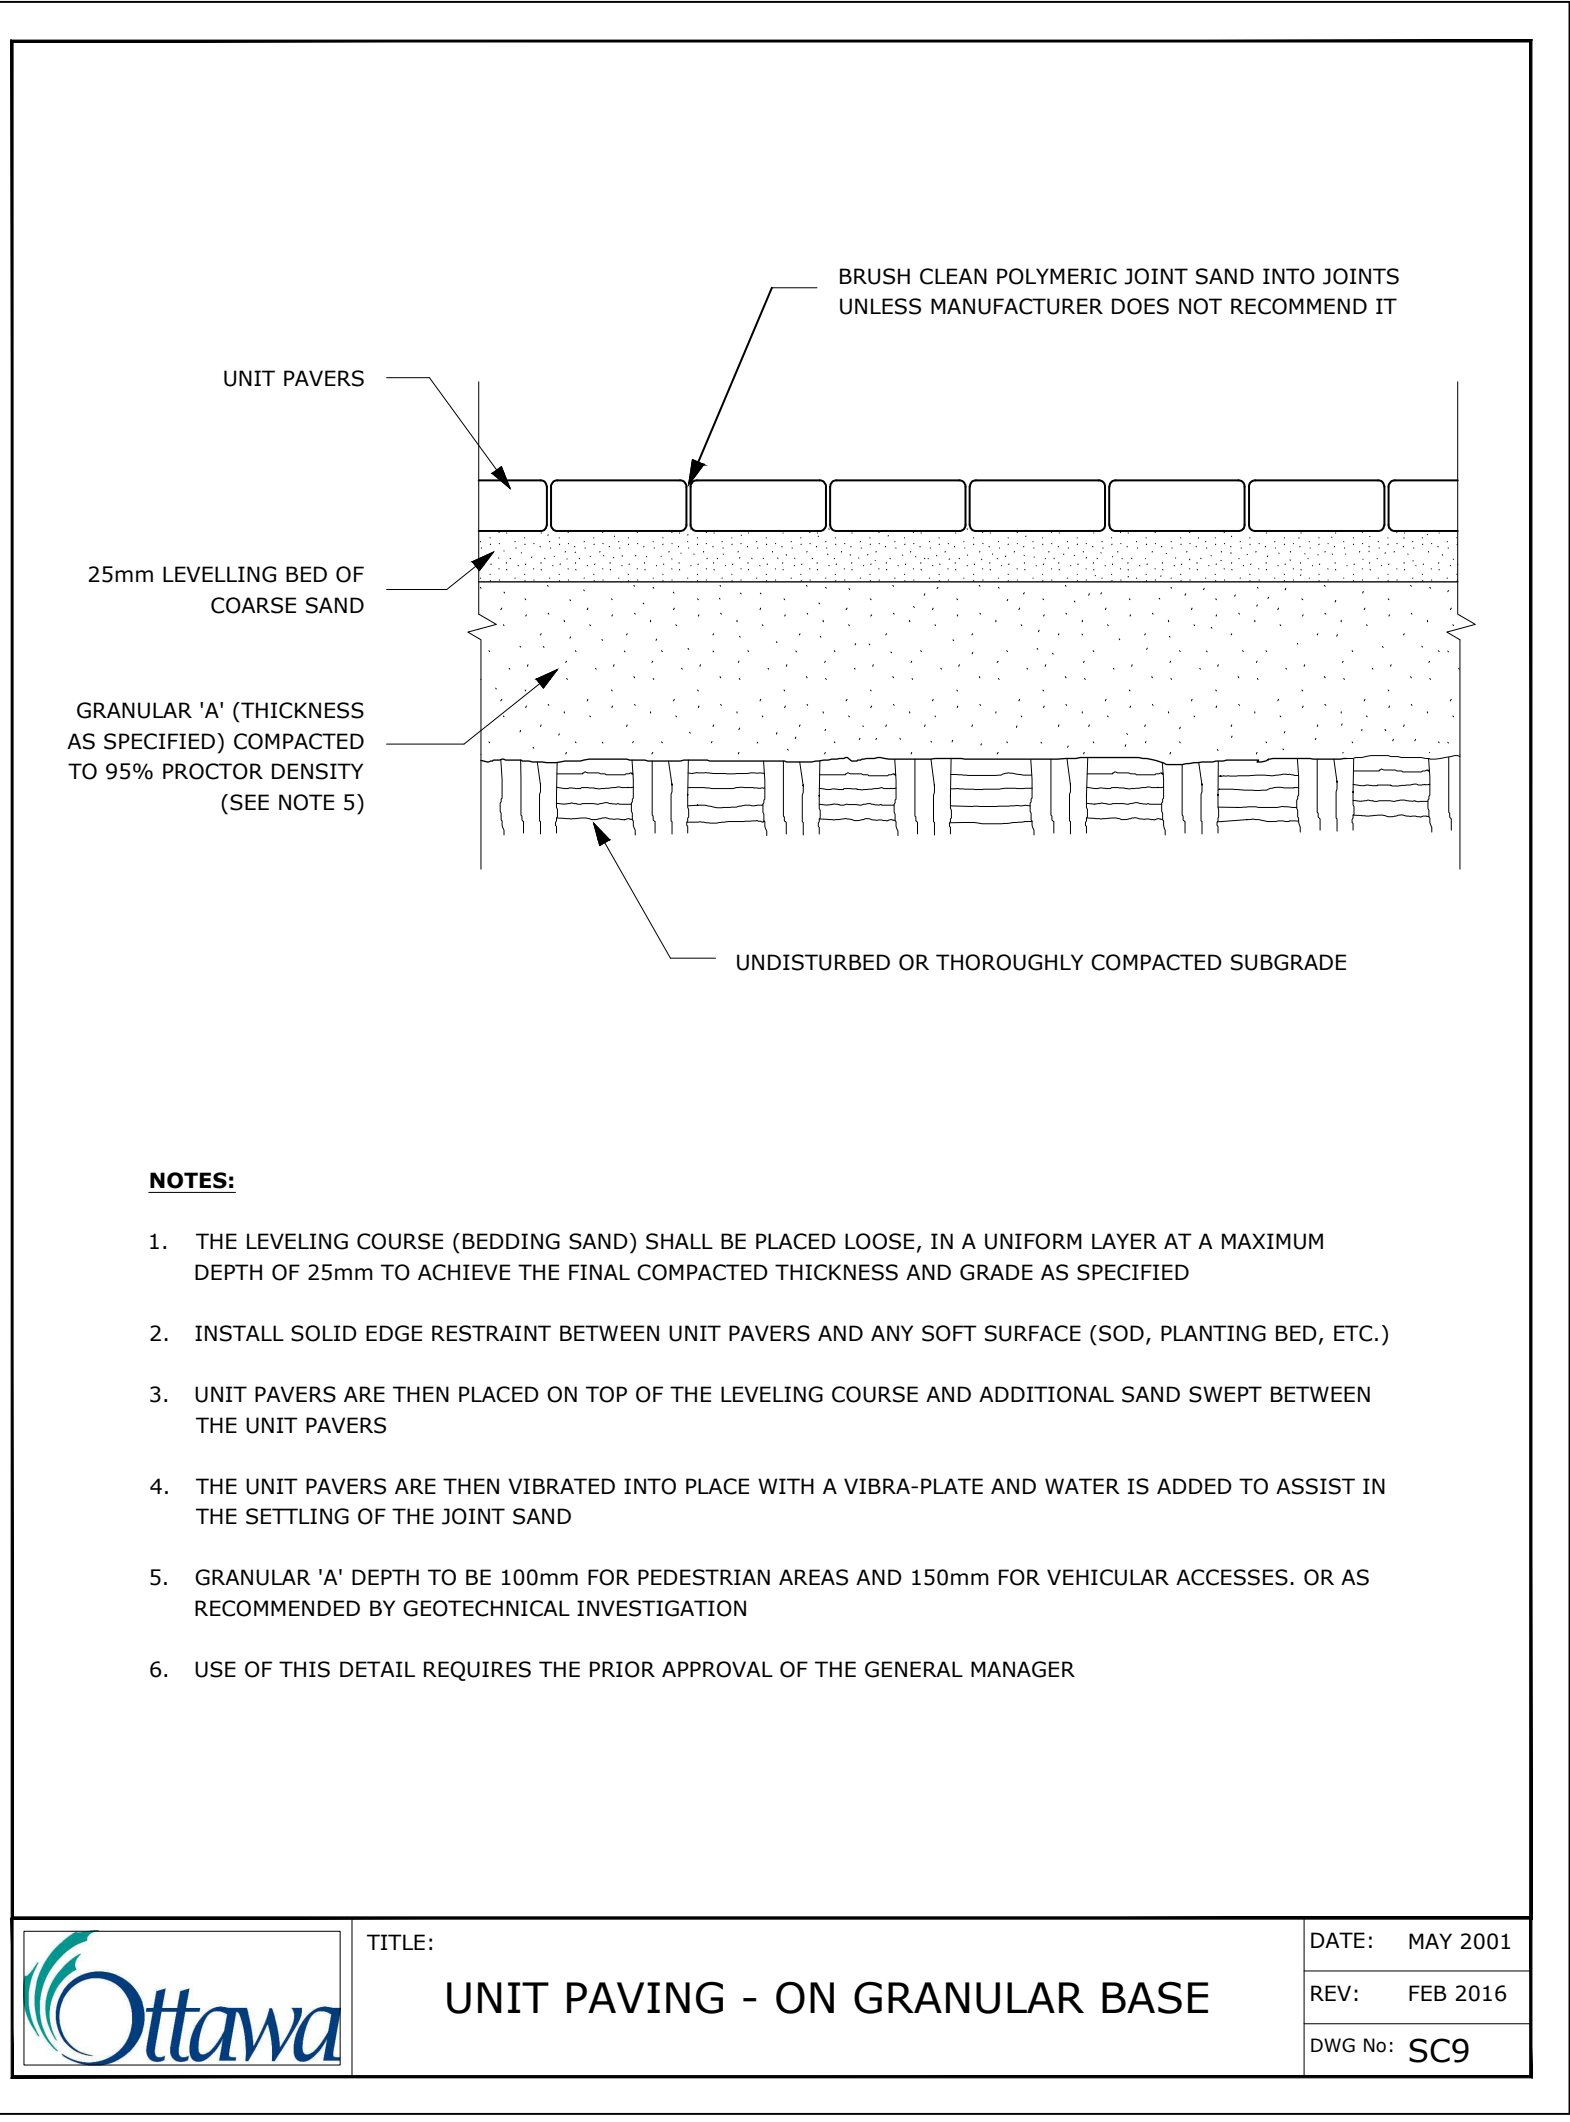 BRUSH CLEAN POLYMERIC JOINT SAND INTO JOINTS
UNLESS MANUFACTURER DOES NOT RECOMMEND IT
UNIT PAVERS
25mm LEVELLING BED OF
COARSE SAND
GRANULAR 'A' (THICKNESS
AS SPECIFIED) COMPACTED
TO 95% PROCTOR DENSITY
(SEE NOTE 5)
UNDISTURBED OR THOROUGHLY COMPACTED SUBGRADE
NOTES:
1. THE LEVELING COURSE (BEDDING SAND) SHALL BE PLACED LOOSE, IN A UNIFORM LAYER AT A MAXIMUM
DEPTH OF 25mm TO ACHIEVE THE FINAL COMPACTED THICKNESS AND GRADE AS SPECIFIED
2. INSTALL SOLID EDGE RESTRAINT BETWEEN UNIT PAVERS AND ANY SOFT SURFACE (SOD, PLANTING BED, ETC.)
3. UNIT PAVERS ARE THEN PLACED ON TOP OF THE LEVELING COURSE AND ADDITIONAL SAND SWEPT BETWEEN
THE UNIT PAVERS
4. THE UNIT PAVERS ARE THEN VIBRATED INTO PLACE WITH A VIBRA-PLATE AND WATER IS ADDED TO ASSIST IN
THE SETTLING OF THE JOINT SAND
5. GRANULAR 'A' DEPTH TO BE 100mm FOR PEDESTRIAN AREAS AND 150mm FOR VEHICULAR ACCESSES. OR AS
RECOMMENDED BY GEOTECHNICAL INVESTIGATION
6. USE OF THIS DETAIL REQUIRES THE PRIOR APPROVAL OF THE GENERAL MANAGER
Ottawa
TITLE:
UNIT PAVING - ON GRANULAR BASE
DATE: MAY 2001
REV: FEB 2016
DWG No: SC9